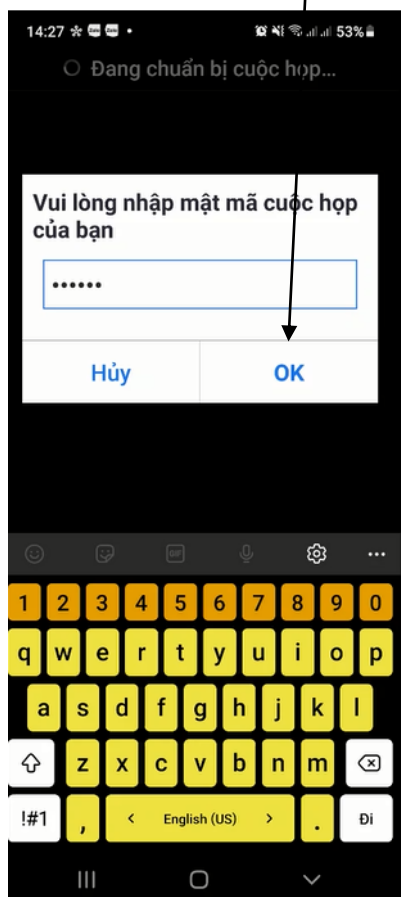 14:27
53%
Đang chuẩn bị cuộc họp...
Vui lòng nhập mật mã cuộc họp
của bạn
••••••
Hủy OK
GIF
1 2 3 4 5 6 7 8 9 0
q w e r t y u i o p
a s d f g h j k l
z x c v b n m
!#1 , < English (US) > . Đi